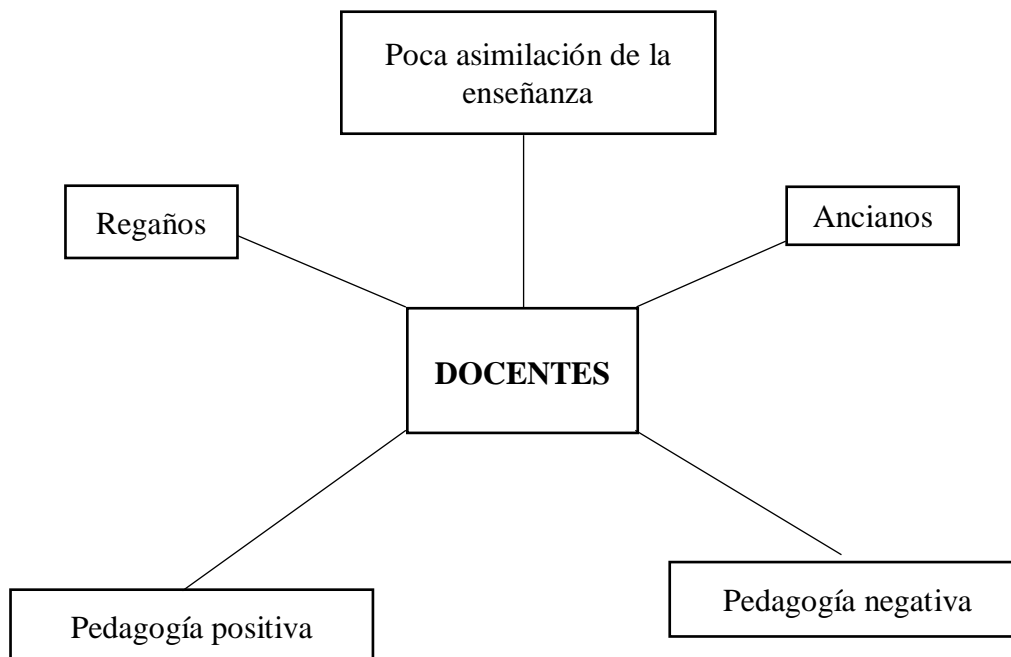 Poca asimilación de la
enseñanza
Regaños
Ancianos
DOCENTES
Pedagogía negativa
Pedagogía positiva